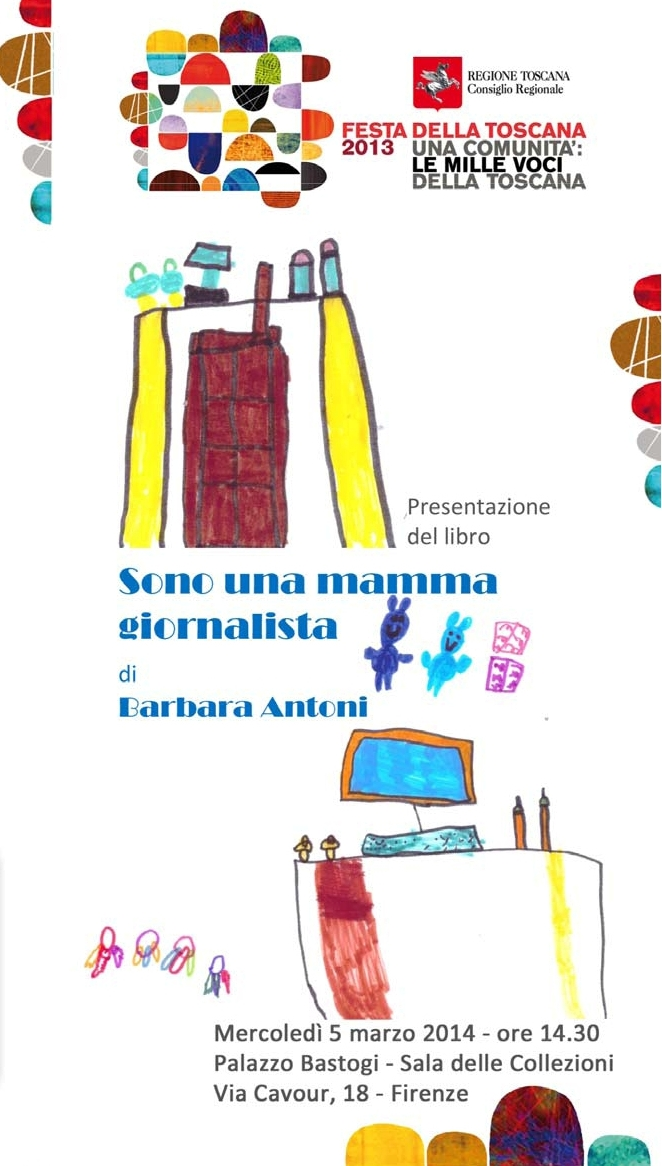 REGIONE TOSCANA
Consiglio Regionale
FESTA DELLA TOSCANA
2013 UNA COMUNITA':
LE MILLE VOCI
DELLA TOSCANA
Presentazione
del libro
Sono una mamma
giornalista
di
Barbara Antoni
Mercoledì 5 marzo 2014 - ore 14.30
Palazzo Bastogi - Sala delle Collezioni
Via Cavour, 18 - Firenze